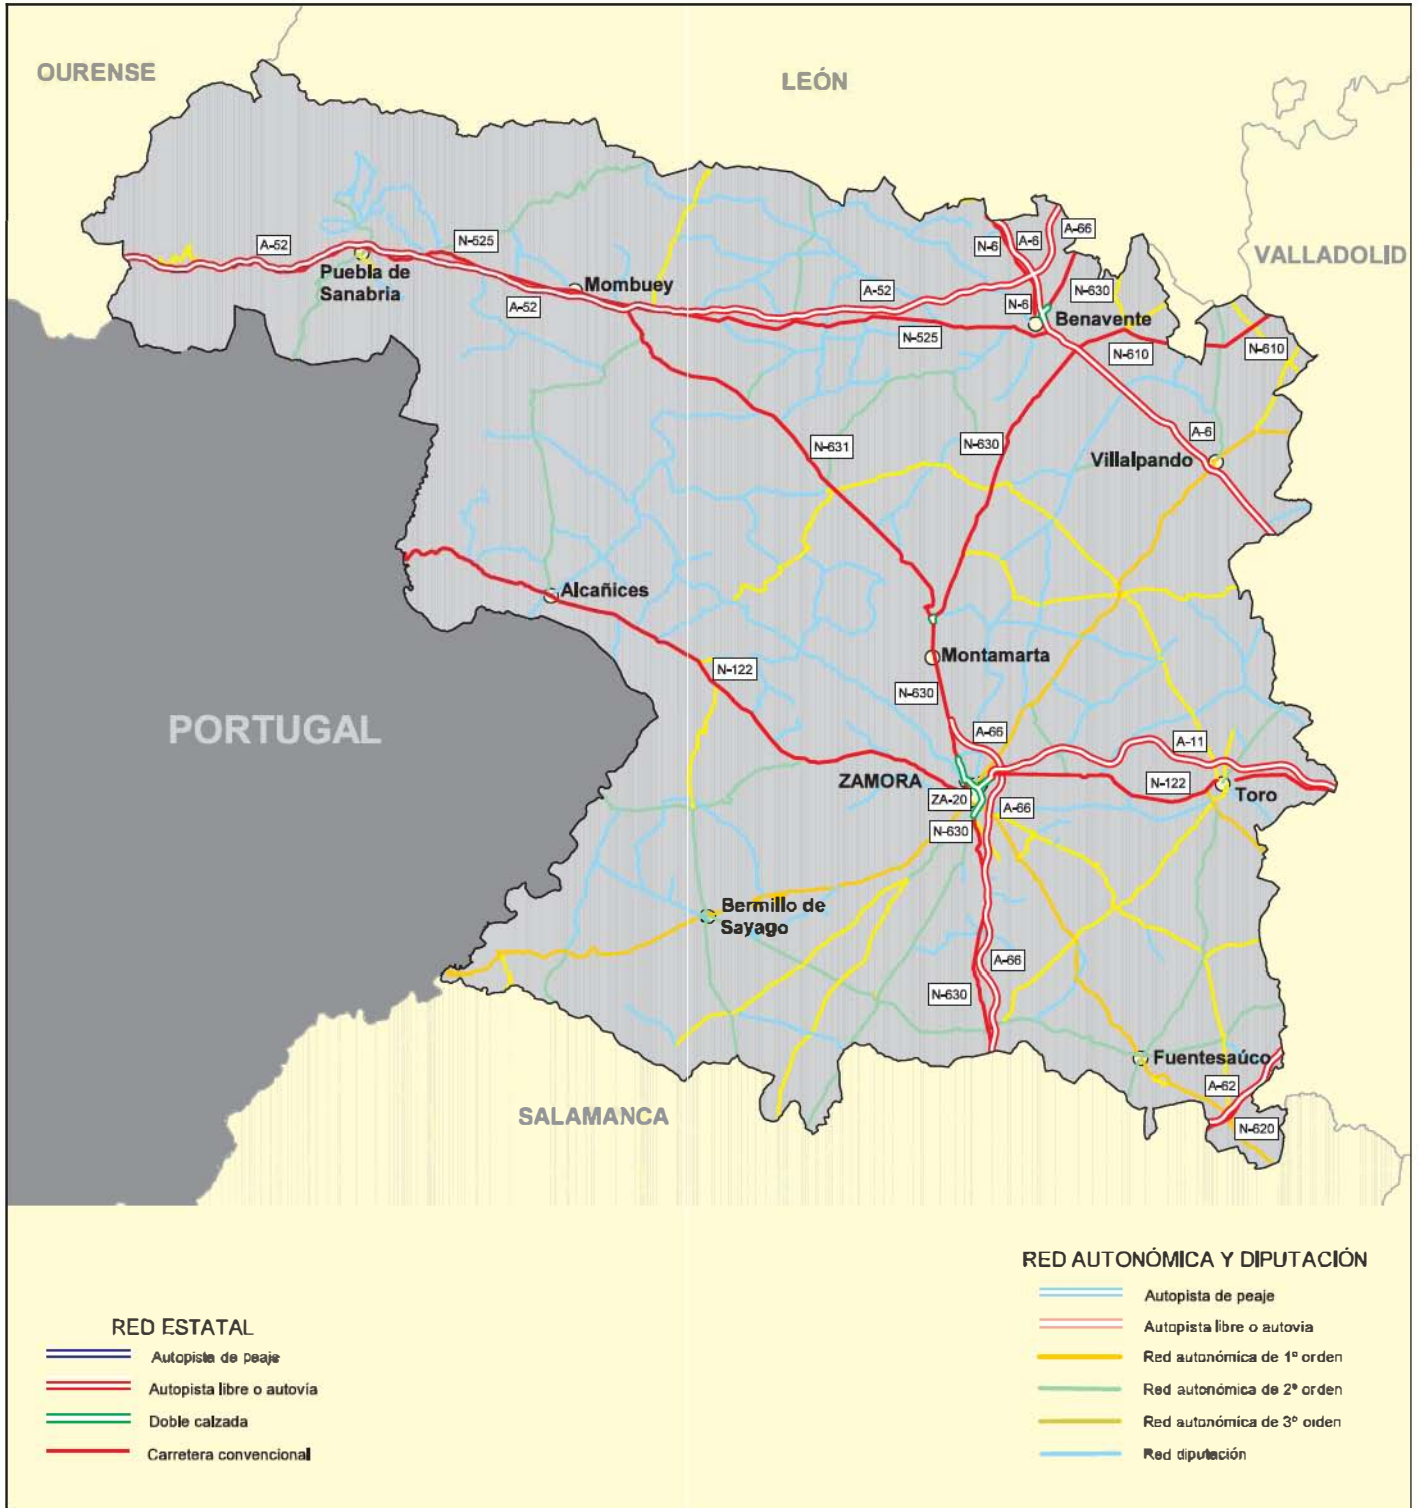 OURENSE
LEÓN
VALLADOLID
A-52
N-525
N-6
A-6
A-66
Puebla de
Sanabria
Mombuey
A-52
A-52
N-6
N-630
Benavente
N-525
N-610
N-610
N-631
N-630
A-6
Villalpando
Alcañices
Montamarta
N-122
N-630
PORTUGAL
A-66
A-11
ZAMORA
N-122
ZA-20
A-66
Toro
N-630
Bermillo de
Sayago
A-66
N-630
Fuentesaúco
A-62
SALAMANCA
N-620
RED ESTATAL
Autopista de peaje
Autopista libre o autovía
Doble calzada
Carretera convencional
RED AUTONÓMICA Y DIPUTACIÓN
Autopista de peaje
Autopista libre o autovia
Red autonómica de 1º orden
Red autonómica de 2º orden
Red autonómica de 3º orden
Red diputación